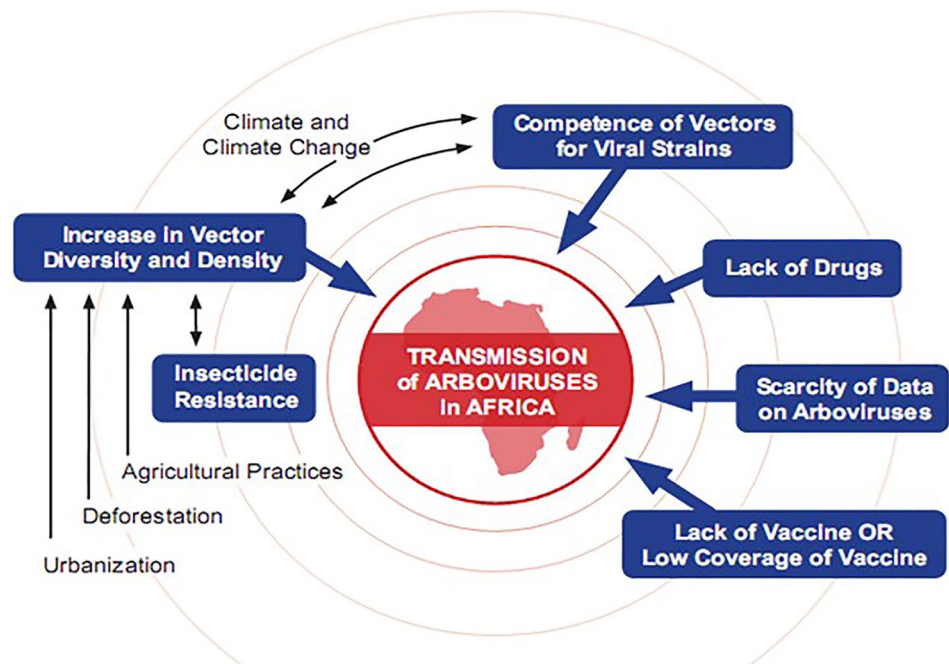 Climate and
Climate Change
Competence of Vectors
for Viral Strains
Increase in Vector
Diversity and Density
Lack of Drugs
TRANSMISSION
of ARBOVIRUSES
in AFRICA
Insecticide
Resistance
Scarcity of Data
on Arboviruses
Agricultural Practices
Deforestation
Urbanization
Lack of Vaccine OR
Low Coverage of Vaccine